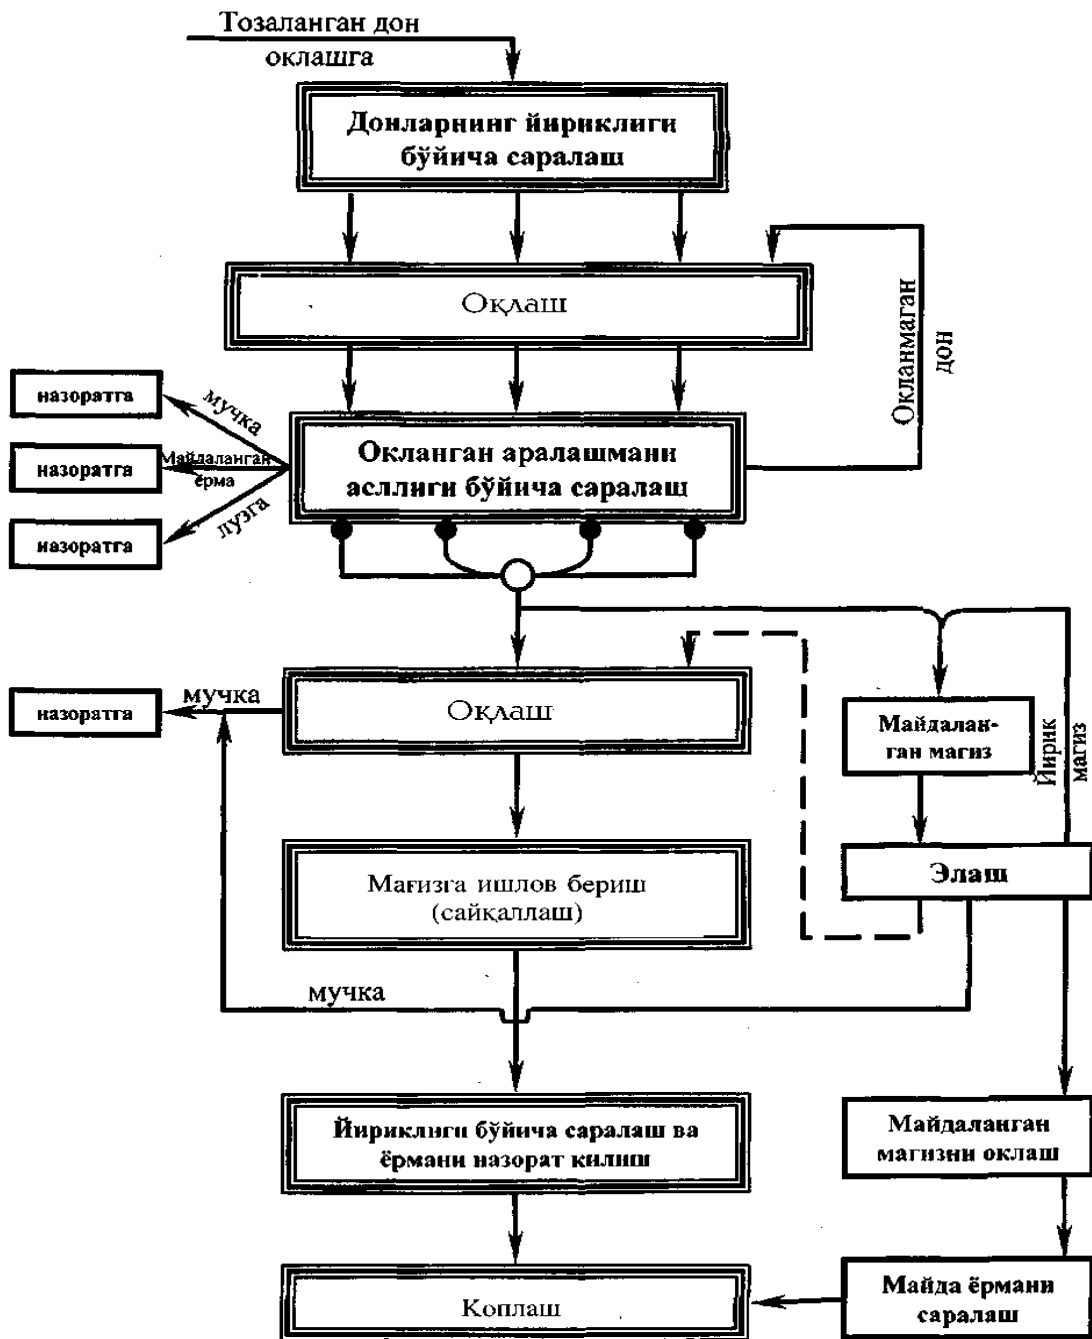 Тозаланган дон
оклашга
Донларнинг йириклиги
бўйича саралаш
Оқлаш
Окланмаган
дон
назоратга
мучка
назоратга
Майдаланган
ёрма
назоратга
лузга
Окланган аралашмани
асллиги бўйича саралаш
назоратга
мучка
Оқлаш
Майдалан-
ган магиз
Йирик
магиз
Элаш
Мағизга ишлов бериш
(сайқаллаш)
мучка
Йириклиги бўйича саралаш ва
ёрмани назорат килиш
Майдаланган
магизни оклаш
Коплаш
Майда ёрмани
саралаш